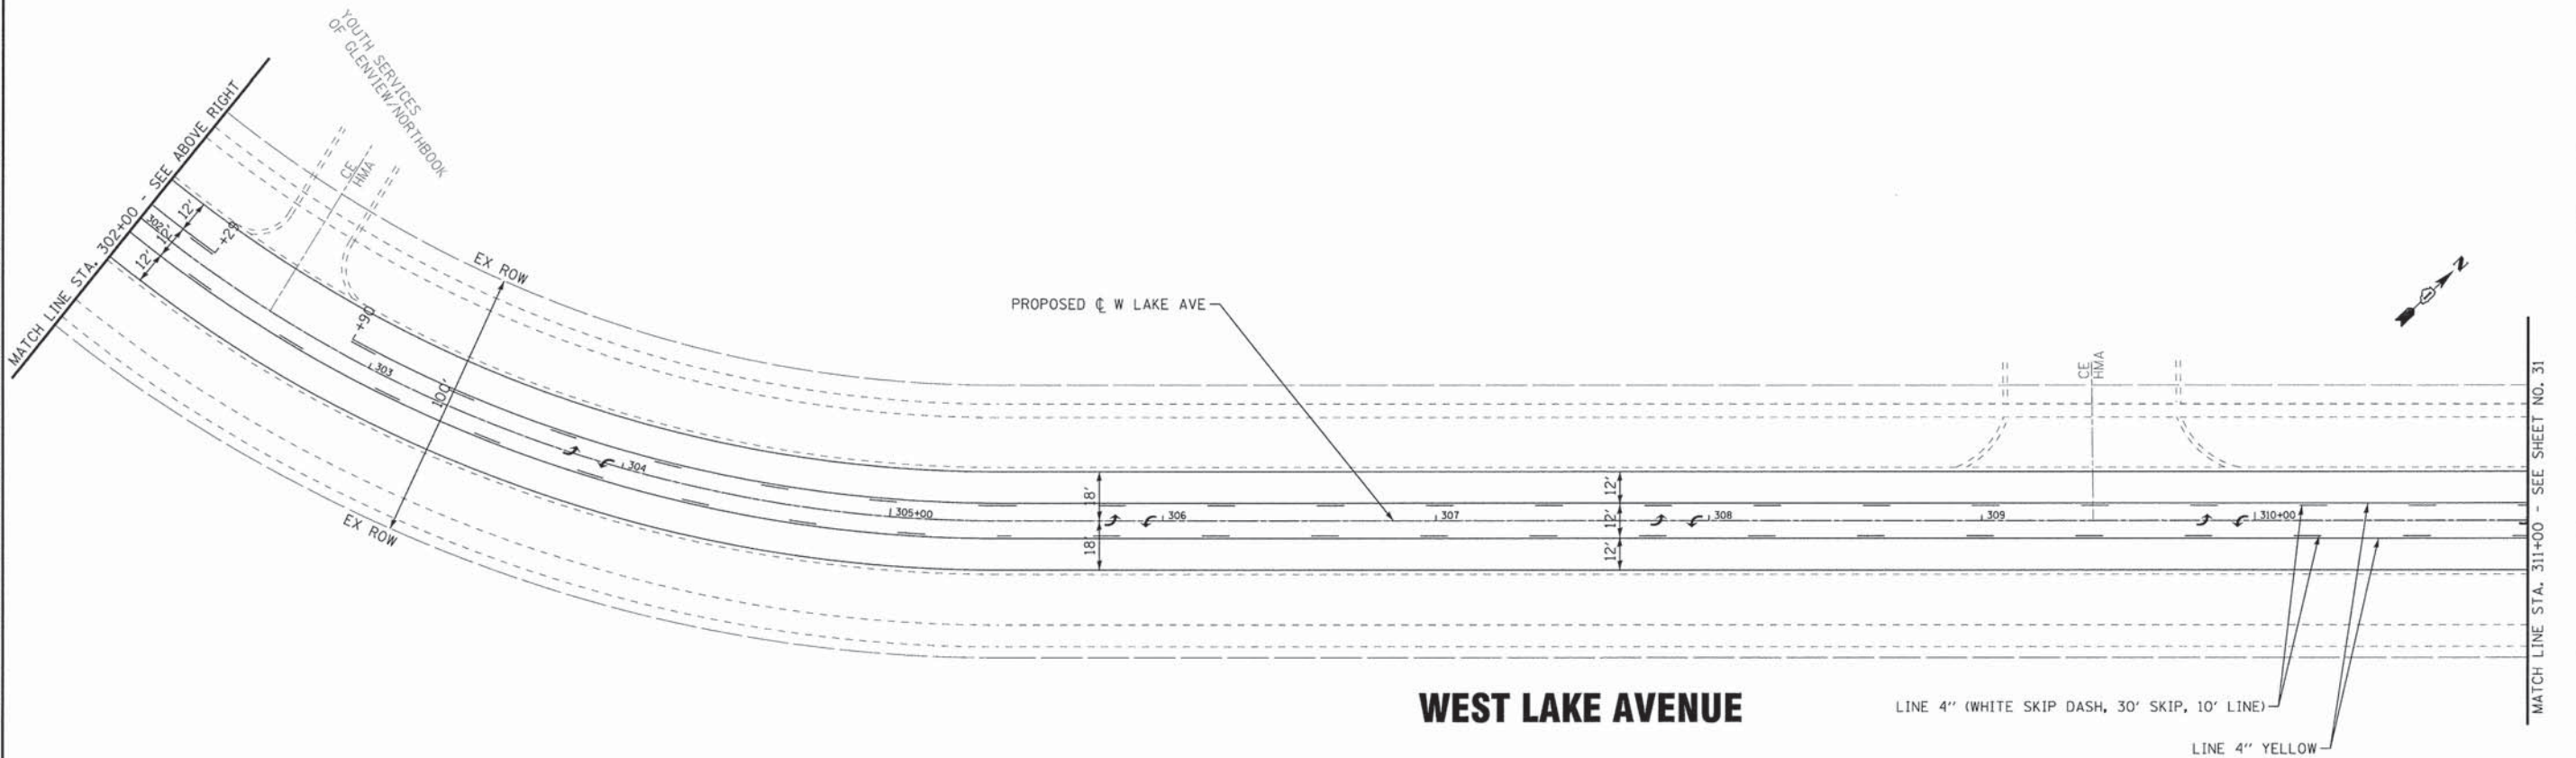 YOUTH SERVICES
OF GLENVIEW/NORTHBOOK
MATCH LINE STA. 302+00 - SEE ABOVE RIGHT
CE
HMA
12'
12'
12'
302
+29
+90
303
100'
EX ROW
EX ROW
304
305+00
18'
18'
306
PROPOSED ℄ W LAKE AVE
307
12'
12'
12'
308
309
CE
HMA
310+00
N
MATCH LINE STA. 311+00 - SEE SHEET NO. 31
WEST LAKE AVENUE
LINE 4" (WHITE SKIP DASH, 30' SKIP, 10' LINE)
LINE 4" YELLOW